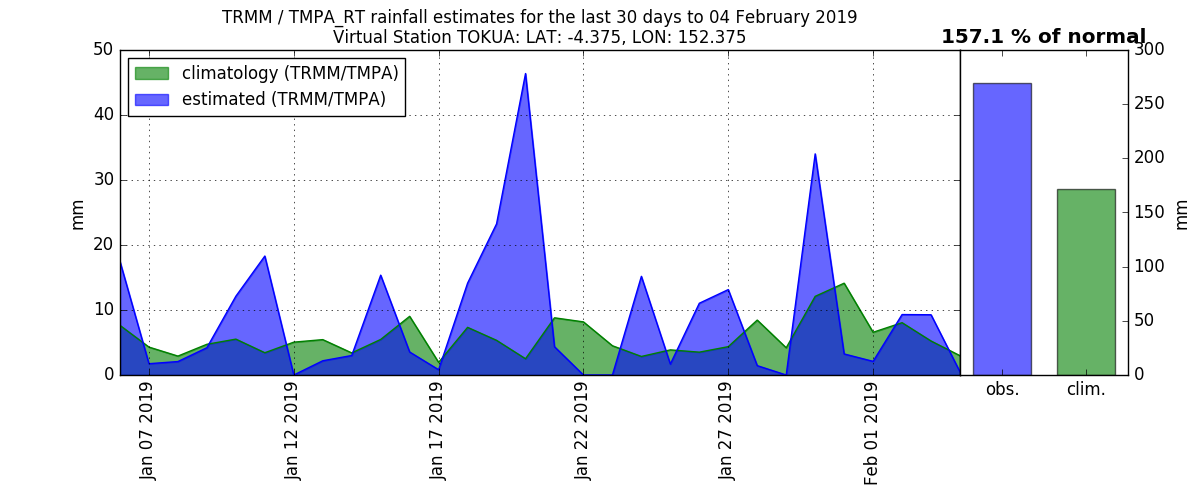 TRMM / TMPA_RT rainfall estimates for the last 30 days to 04 February 2019
Virtual Station TOKUA: LAT: -4.375, LON: 152.375
157.1 % of normal
climatology (TRMM/TMPA)
estimated (TRMM/TMPA)
50
40
30
20
10
0
mm
Jan 07 2019
Jan 12 2019
Jan 17 2019
Jan 22 2019
Jan 27 2019
Feb 01 2019
obs.
clim.
300
250
200
150
100
50
0
mm